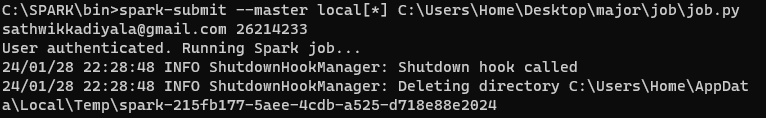 C:\SPARK\bin>spark-submit --master local[*] C:\Users\Home\Desktop\major\job\job.py
sathwikkadiyala@gmail.com 26214233
User authenticated. Running Spark job...
24/01/28 22:28:48 INFO ShutdownHookManager: Shutdown hook called
24/01/28 22:28:48 INFO ShutdownHookManager: Deleting directory C:\Users\Home\AppDat
a\Local\Temp\spark-215fb177-5aee-4cdb-a525-d718e88e2024